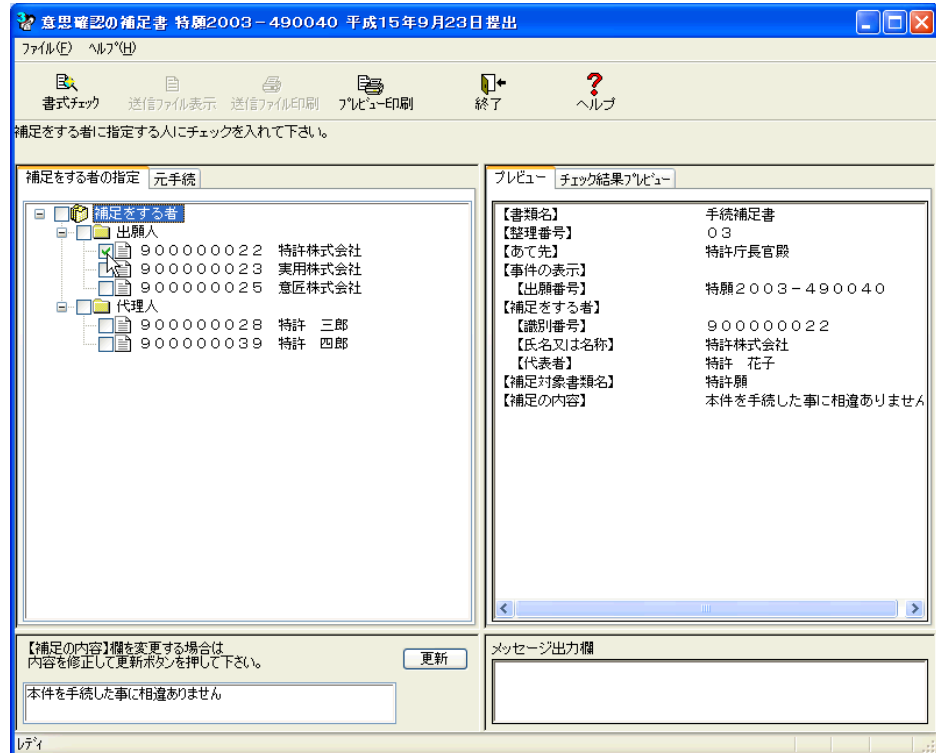 意思確認の補足書 特願2003-490040 平成15年9月23日提出
ファイル(F) ヘルプ(H)
書式チェック 送信ファイル表示 送信ファイル印刷 プレビュー印刷 終了 ヘルプ
補足をする者に指定する人にチェックを入れて下さい。
補足をする者の指定 元手続
補足をする者
出願人
900000022 特許株式会社
900000023 実用株式会社
900000025 意匠株式会社
代理人
900000028 特許 三郎
900000039 特許 四郎
プレビュー チェック結果プレビュー
【書類名】 手続補足書
【整理番号】 03
【あて先】 特許庁長官殿
【事件の表示】
【出願番号】 特願2003-490040
【補足をする者】
【識別番号】 900000022
【氏名又は名称】 特許株式会社
【代表者】 特許 花子
【補足対象書類名】 特許願
【補足の内容】 本件を手続した事に相違ありません
【補足の内容】欄を変更する場合は
内容を修正して更新ボタンを押して下さい。
更新
本件を手続した事に相違ありません
メッセージ出力欄
レディ